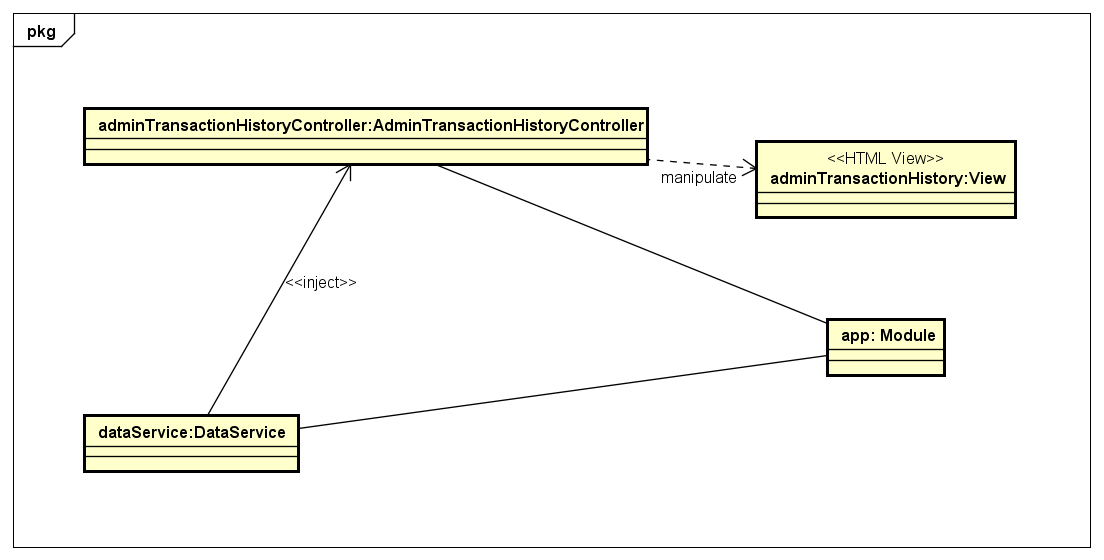 pkg
adminTransactionHistoryController:AdminTransactionHistoryController
<<HTML View>>
adminTransactionHistory:View
manipulate
<<inject>>
app: Module
dataService:DataService